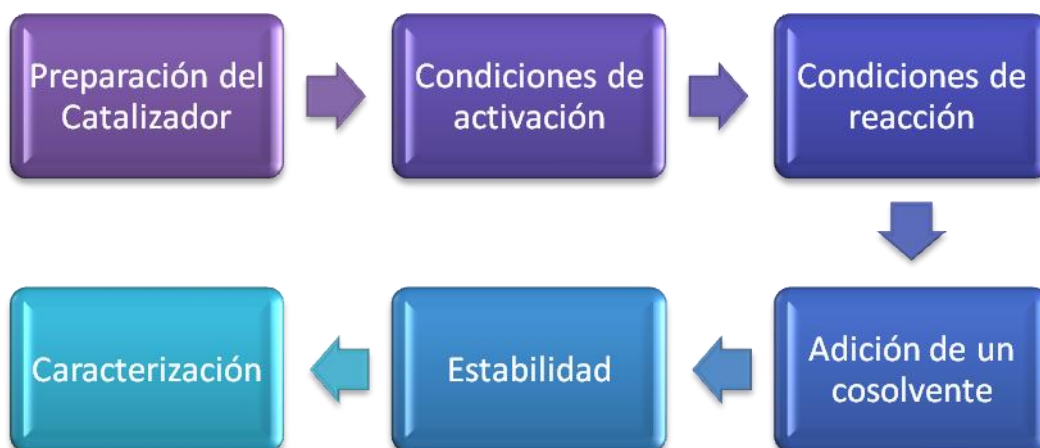 Preparación del
Catalizador
Condiciones de
activación
Condiciones de
reacción
Adición de un
cosolvente
Estabilidad
Caracterización